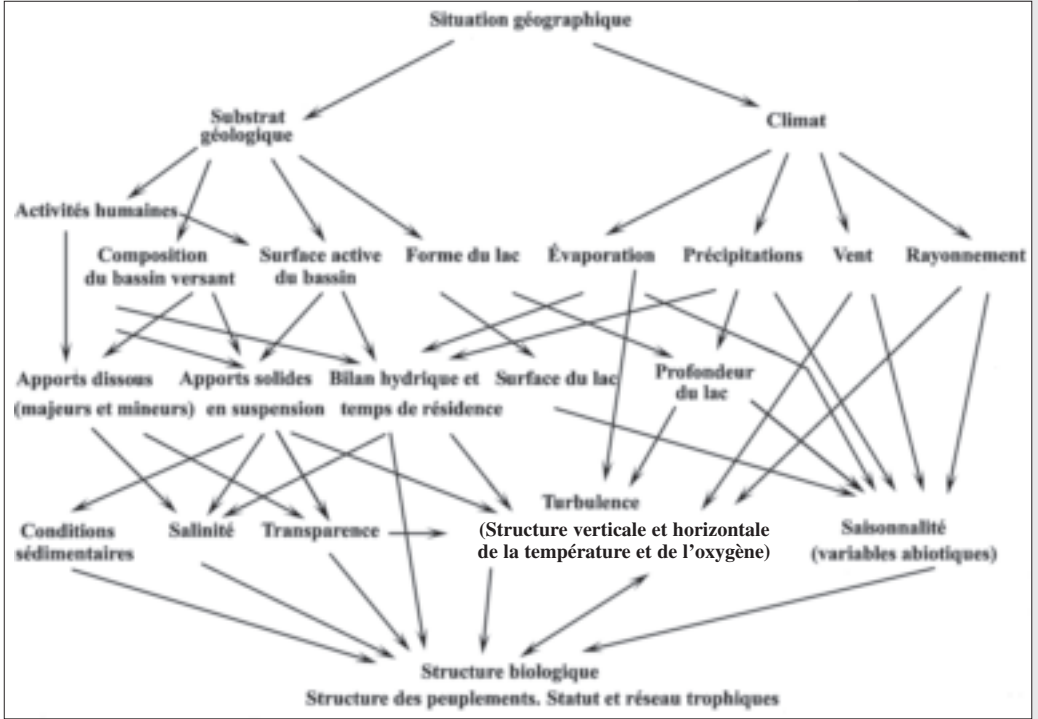 Situation géographique
Substrat
géologique
Climat
Activités humaines
Composition
du bassin versant
Surface active
du bassin
Forme du lac
Évaporation
Précipitations
Vent
Rayonnement
Apports dissous
(majeurs et mineurs)
Apports solides
en suspension
Bilan hydrique et
temps de résidence
Surface du lac
Profondeur
du lac
Conditions
sédimentaires
Salinité
Transparence
Turbulence
(Structure verticale et horizontale
de la température et de l'oxygène)
Saisonnalité
(variables abiotiques)
Structure biologique
Structure des peuplements. Statut et réseau trophiques